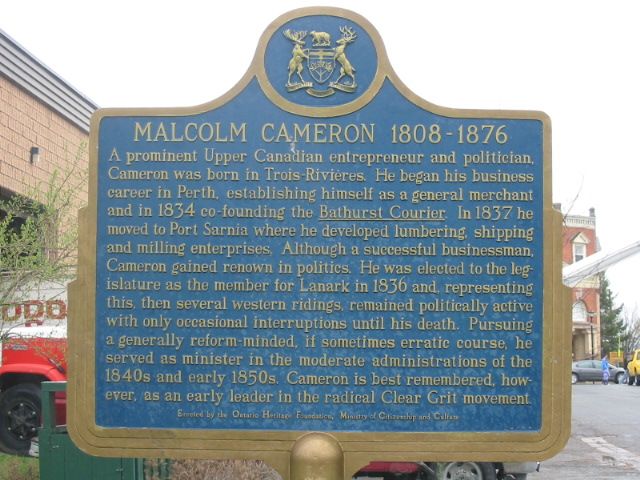 MALCOLM CAMERON 1808-1876
A prominent Upper Canadian entrepreneur and politician,
Cameron was born in Trois-Rivières. He began his business
career in Perth, establishing himself as a general merchant
and in 1834 co-founding the Bathurst Courier. In 1837 he
moved to Port Sarnia where he developed lumbering, shipping
and milling enterprises. Although a successful businessman,
Cameron gained renown in politics. He was elected to the leg-
islature as the member for Lanark in 1836 and, representing
this, then several western ridings, remained politically active
with only occasional interruptions until his death. Pursuing
a generally reform-minded, if sometimes erratic course, he
served as minister in the moderate administrations of the
1840s and early 1850s. Cameron is best remembered, how-
ever, as an early leader in the radical Clear Grit movement.
Erected by the Ontario Heritage Foundation, Ministry of Citizenship and Culture